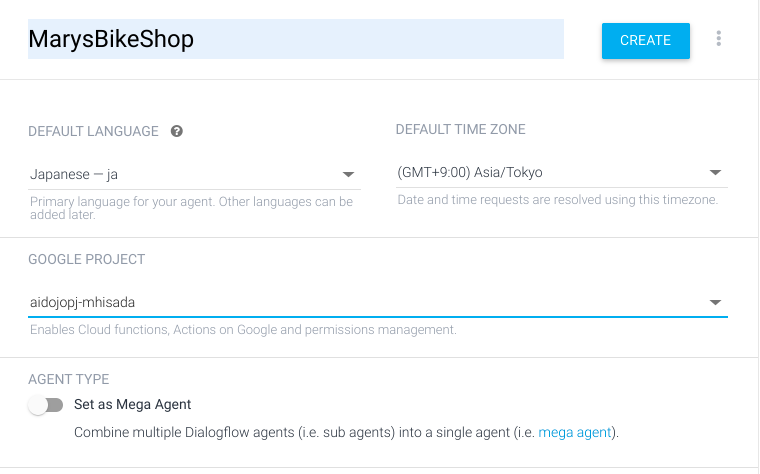 MarysBikeShop
CREATE
DEFAULT LANGUAGE
DEFAULT TIME ZONE
Japanese — ja
(GMT+9:00) Asia/Tokyo
Primary language for your agent. Other languages can be
added later.
Date and time requests are resolved using this timezone.
GOOGLE PROJECT
aidojopj-mhisada
Enables Cloud functions, Actions on Google and permissions management.
AGENT TYPE
Set as Mega Agent
Combine multiple Dialogflow agents (i.e. sub agents) into a single agent (i.e. mega agent).